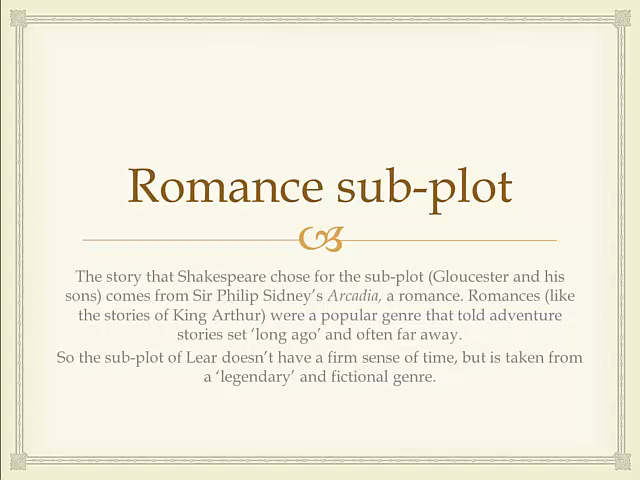 Romance sub-plot
The story that Shakespeare chose for the sub-plot (Gloucester and his
sons) comes from Sir Philip Sidney’s Arcadia, a romance. Romances (like
the stories of King Arthur) were a popular genre that told adventure
stories set ‘long ago’ and often far away.
So the sub-plot of Lear doesn’t have a firm sense of time, but is taken from
a ‘legendary’ and fictional genre.